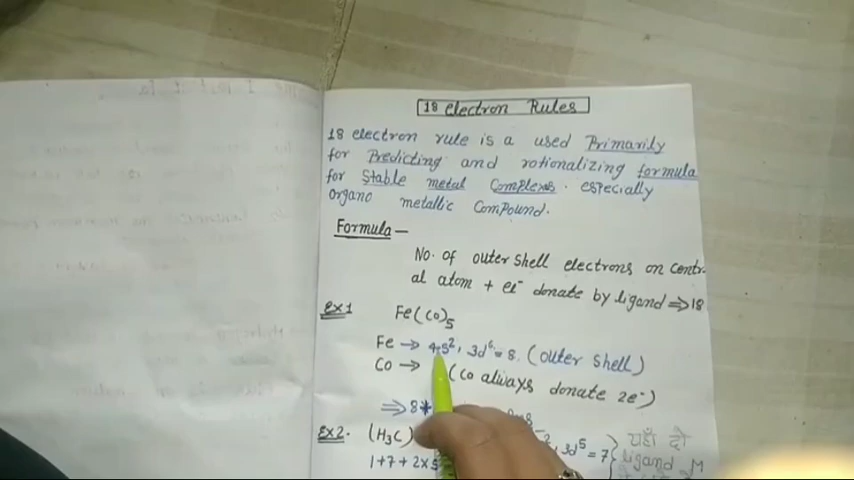 18 electron Rules
18 electron rule is a used Primarily
for Predicting and rotionalizing formula
for Stable metal Complexes. especially
organo metallic Compound.
Formula —
No. of outer shell electrons on centr-
al atom + el⁻ donate by ligand ⇒ 18
Ex1 Fe(Co)₅
Fe → 4s², 3d⁶ = 8. (outer shell)
Co → (Co always donate 2e⁻)
⇒ 8*
Ex2. (H₃C) 3d⁵ = 7 } यहाँ दो
1+7+2x5 ligand M